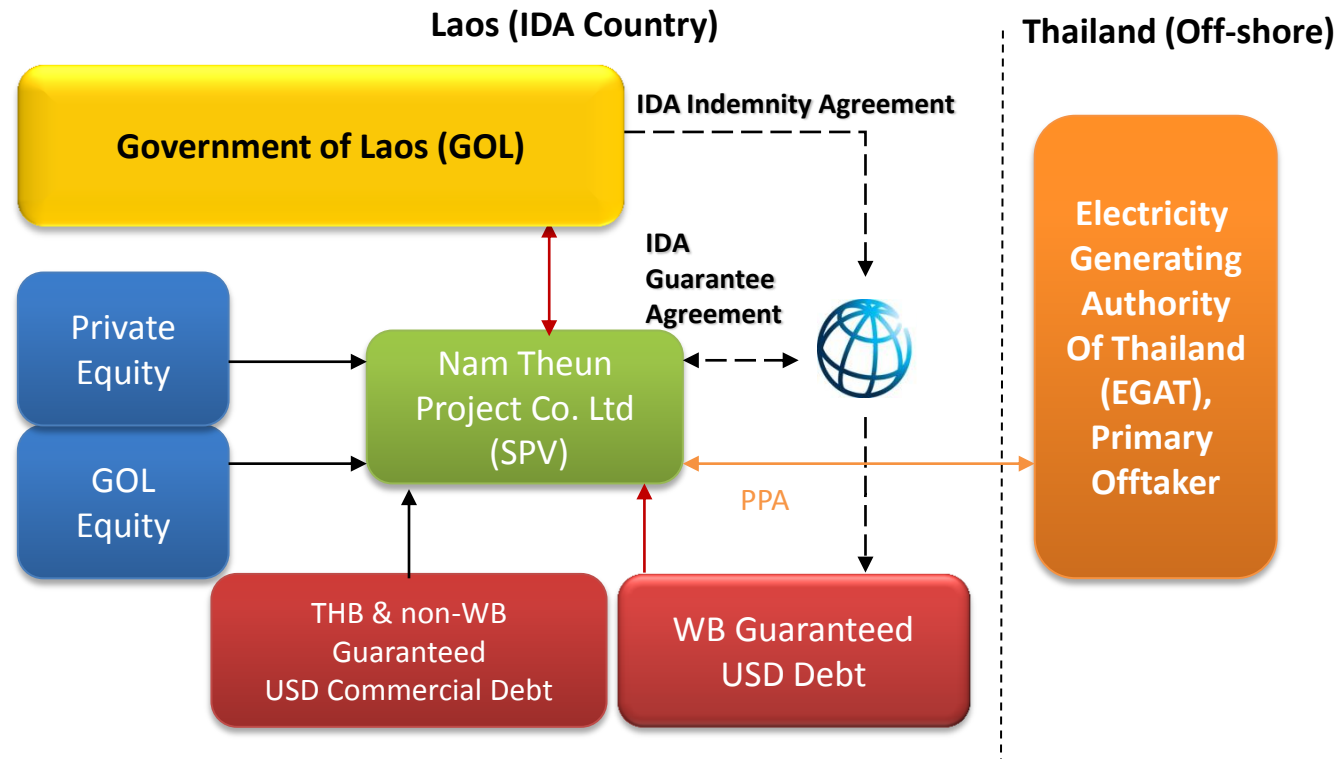 Laos (IDA Country)
Thailand (Off-shore)
Government of Laos (GOL)
IDA Indemnity Agreement
IDA
Guarantee
Agreement
Private
Equity
GOL
Equity
Nam Theun
Project Co. Ltd
(SPV)
PPA
Electricity
Generating
Authority
Of Thailand
(EGAT),
Primary
Offtaker
THB & non-WB
Guaranteed
USD Commercial Debt
WB Guaranteed
USD Debt